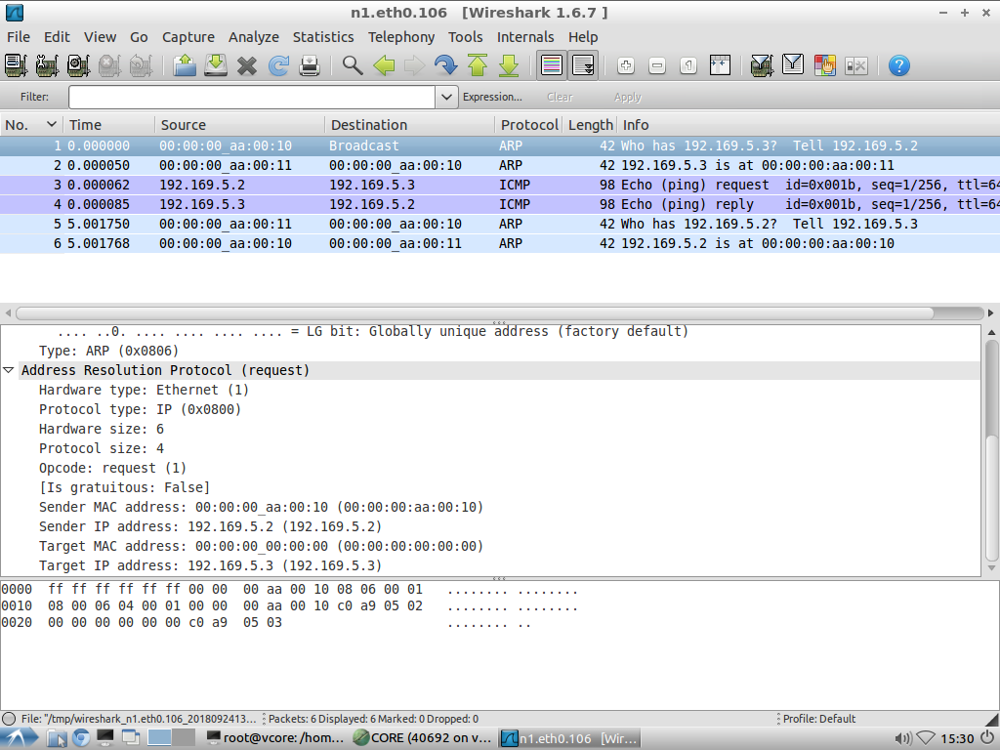 n1.eth0.106   [Wireshark 1.6.7 ]
File Edit View Go Capture Analyze Statistics Telephony Tools Internals Help
Filter: Expression... Clear Apply
No. Time Source Destination Protocol Length Info
1 0.000000 00:00:00_aa:00:10 Broadcast ARP 42 Who has 192.169.5.3?  Tell 192.169.5.2
2 0.000050 00:00:00_aa:00:11 00:00:00_aa:00:10 ARP 42 192.169.5.3 is at 00:00:00:aa:00:11
3 0.000062 192.169.5.2 192.169.5.3 ICMP 98 Echo (ping) request  id=0x001b, seq=1/256, ttl=64
4 0.000085 192.169.5.3 192.169.5.2 ICMP 98 Echo (ping) reply    id=0x001b, seq=1/256, ttl=64
5 5.001750 00:00:00_aa:00:11 00:00:00_aa:00:10 ARP 42 Who has 192.169.5.2?  Tell 192.169.5.3
6 5.001768 00:00:00_aa:00:10 00:00:00_aa:00:11 ARP 42 192.169.5.2 is at 00:00:00:aa:00:10
.... ..0. .... .... .... .... = LG bit: Globally unique address (factory default)
Type: ARP (0x0806)
Address Resolution Protocol (request)
Hardware type: Ethernet (1)
Protocol type: IP (0x0800)
Hardware size: 6
Protocol size: 4
Opcode: request (1)
[Is gratuitous: False]
Sender MAC address: 00:00:00_aa:00:10 (00:00:00:aa:00:10)
Sender IP address: 192.169.5.2 (192.169.5.2)
Target MAC address: 00:00:00_00:00:00 (00:00:00:00:00:00)
Target IP address: 192.169.5.3 (192.169.5.3)
0000  ff ff ff ff ff ff 00 00  00 aa 00 10 08 06 00 01   ........ ........
0010  08 00 06 04 00 01 00 00  00 aa 00 10 c0 a9 05 02   ........ ........
0020  00 00 00 00 00 00 c0 a9  05 03                     ........ ..
File: "/tmp/wireshark_n1.eth0.106_2018092413... Packets: 6 Displayed: 6 Marked: 0 Dropped: 0 Profile: Default
root@vcore: /hom... CORE (40692 on v... n1.eth0.106   [Wir... 15:30